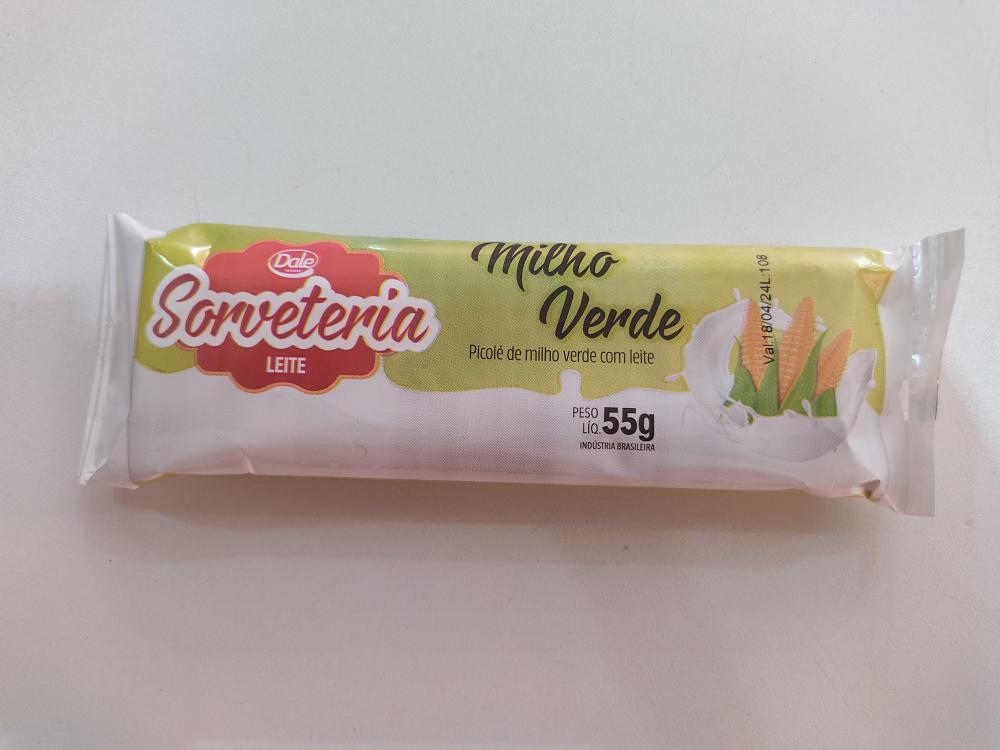 Dale
Sorveteria
LEITE
Milho
Verde
Picolé de milho verde com leite
PESO
LÍQ. 55g
INDÚSTRIA BRASILEIRA
Val:18/04/24L:108